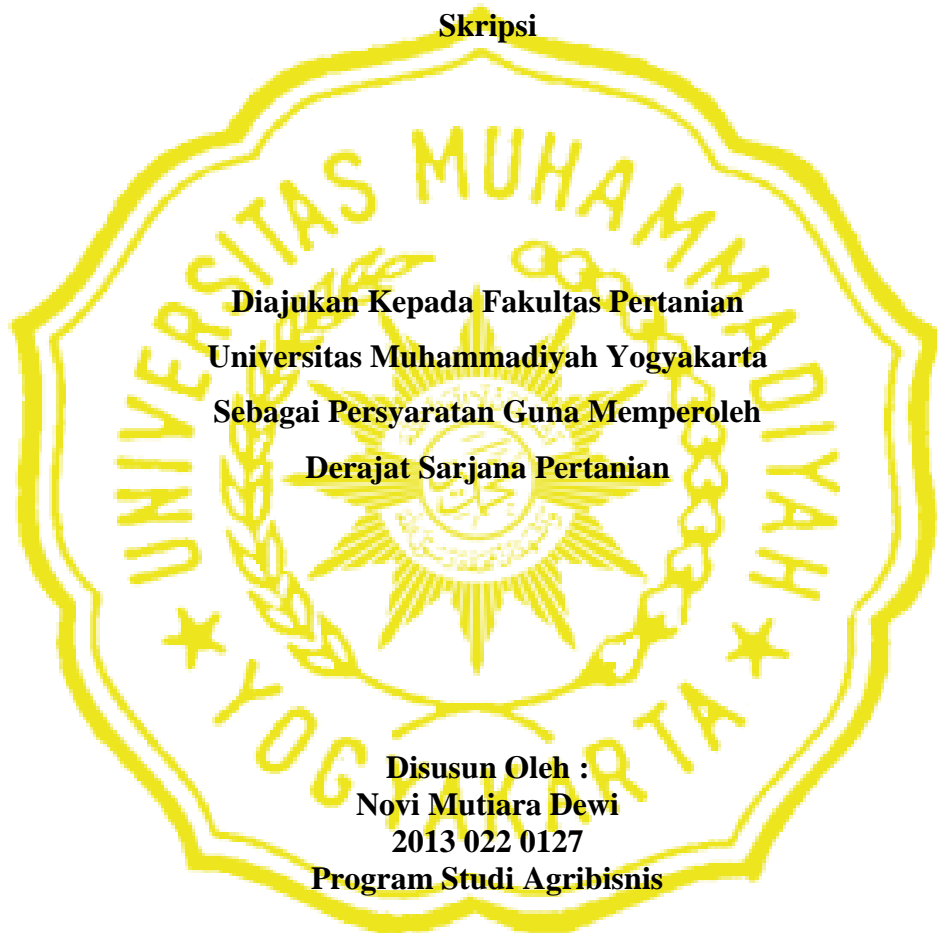 Skripsi
UNIVERSITAS MUHAMMADIYAH
Diajukan Kepada Fakultas Pertanian
Universitas Muhammadiyah Yogyakarta
Sebagai Persyaratan Guna Memperoleh
Derajat Sarjana Pertanian
★ YOGYAKARTA ★
Disusun Oleh :
Novi Mutiara Dewi
2013 022 0127
Program Studi Agribisnis